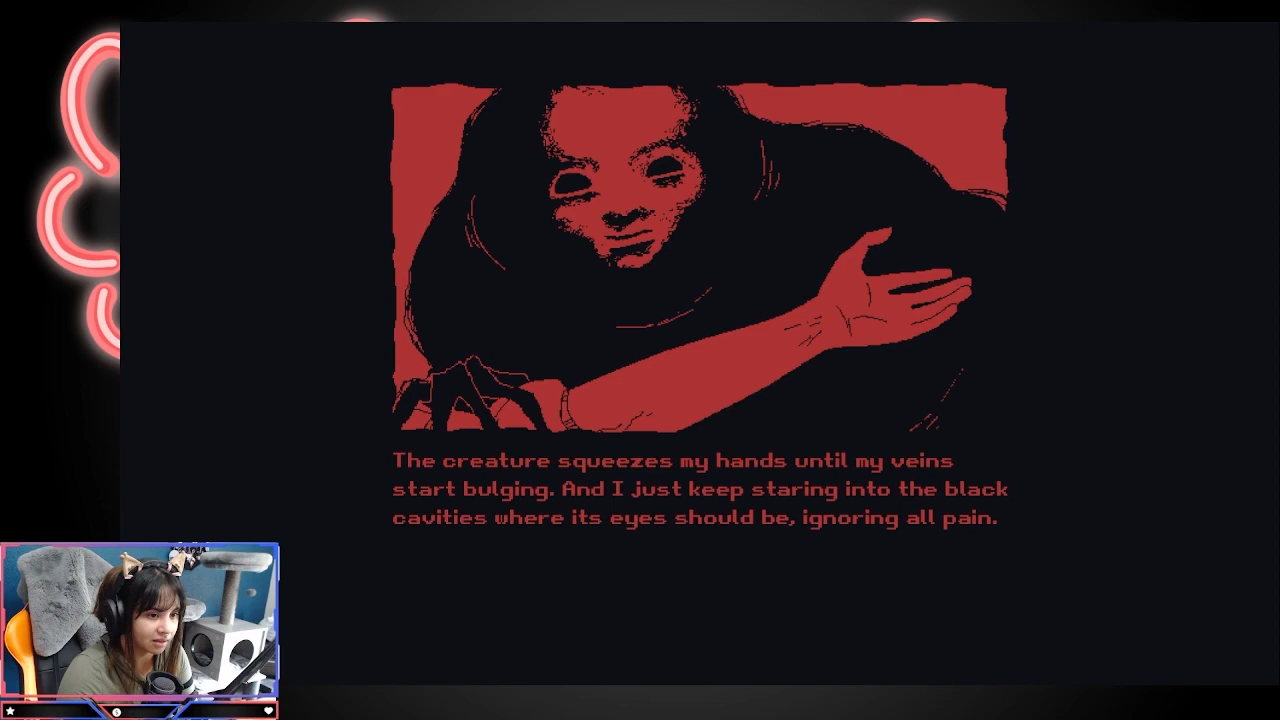 The creature squeezes my hands until my veins
start bulging. And I just keep staring into the black
cavities where its eyes should be, ignoring all pain.